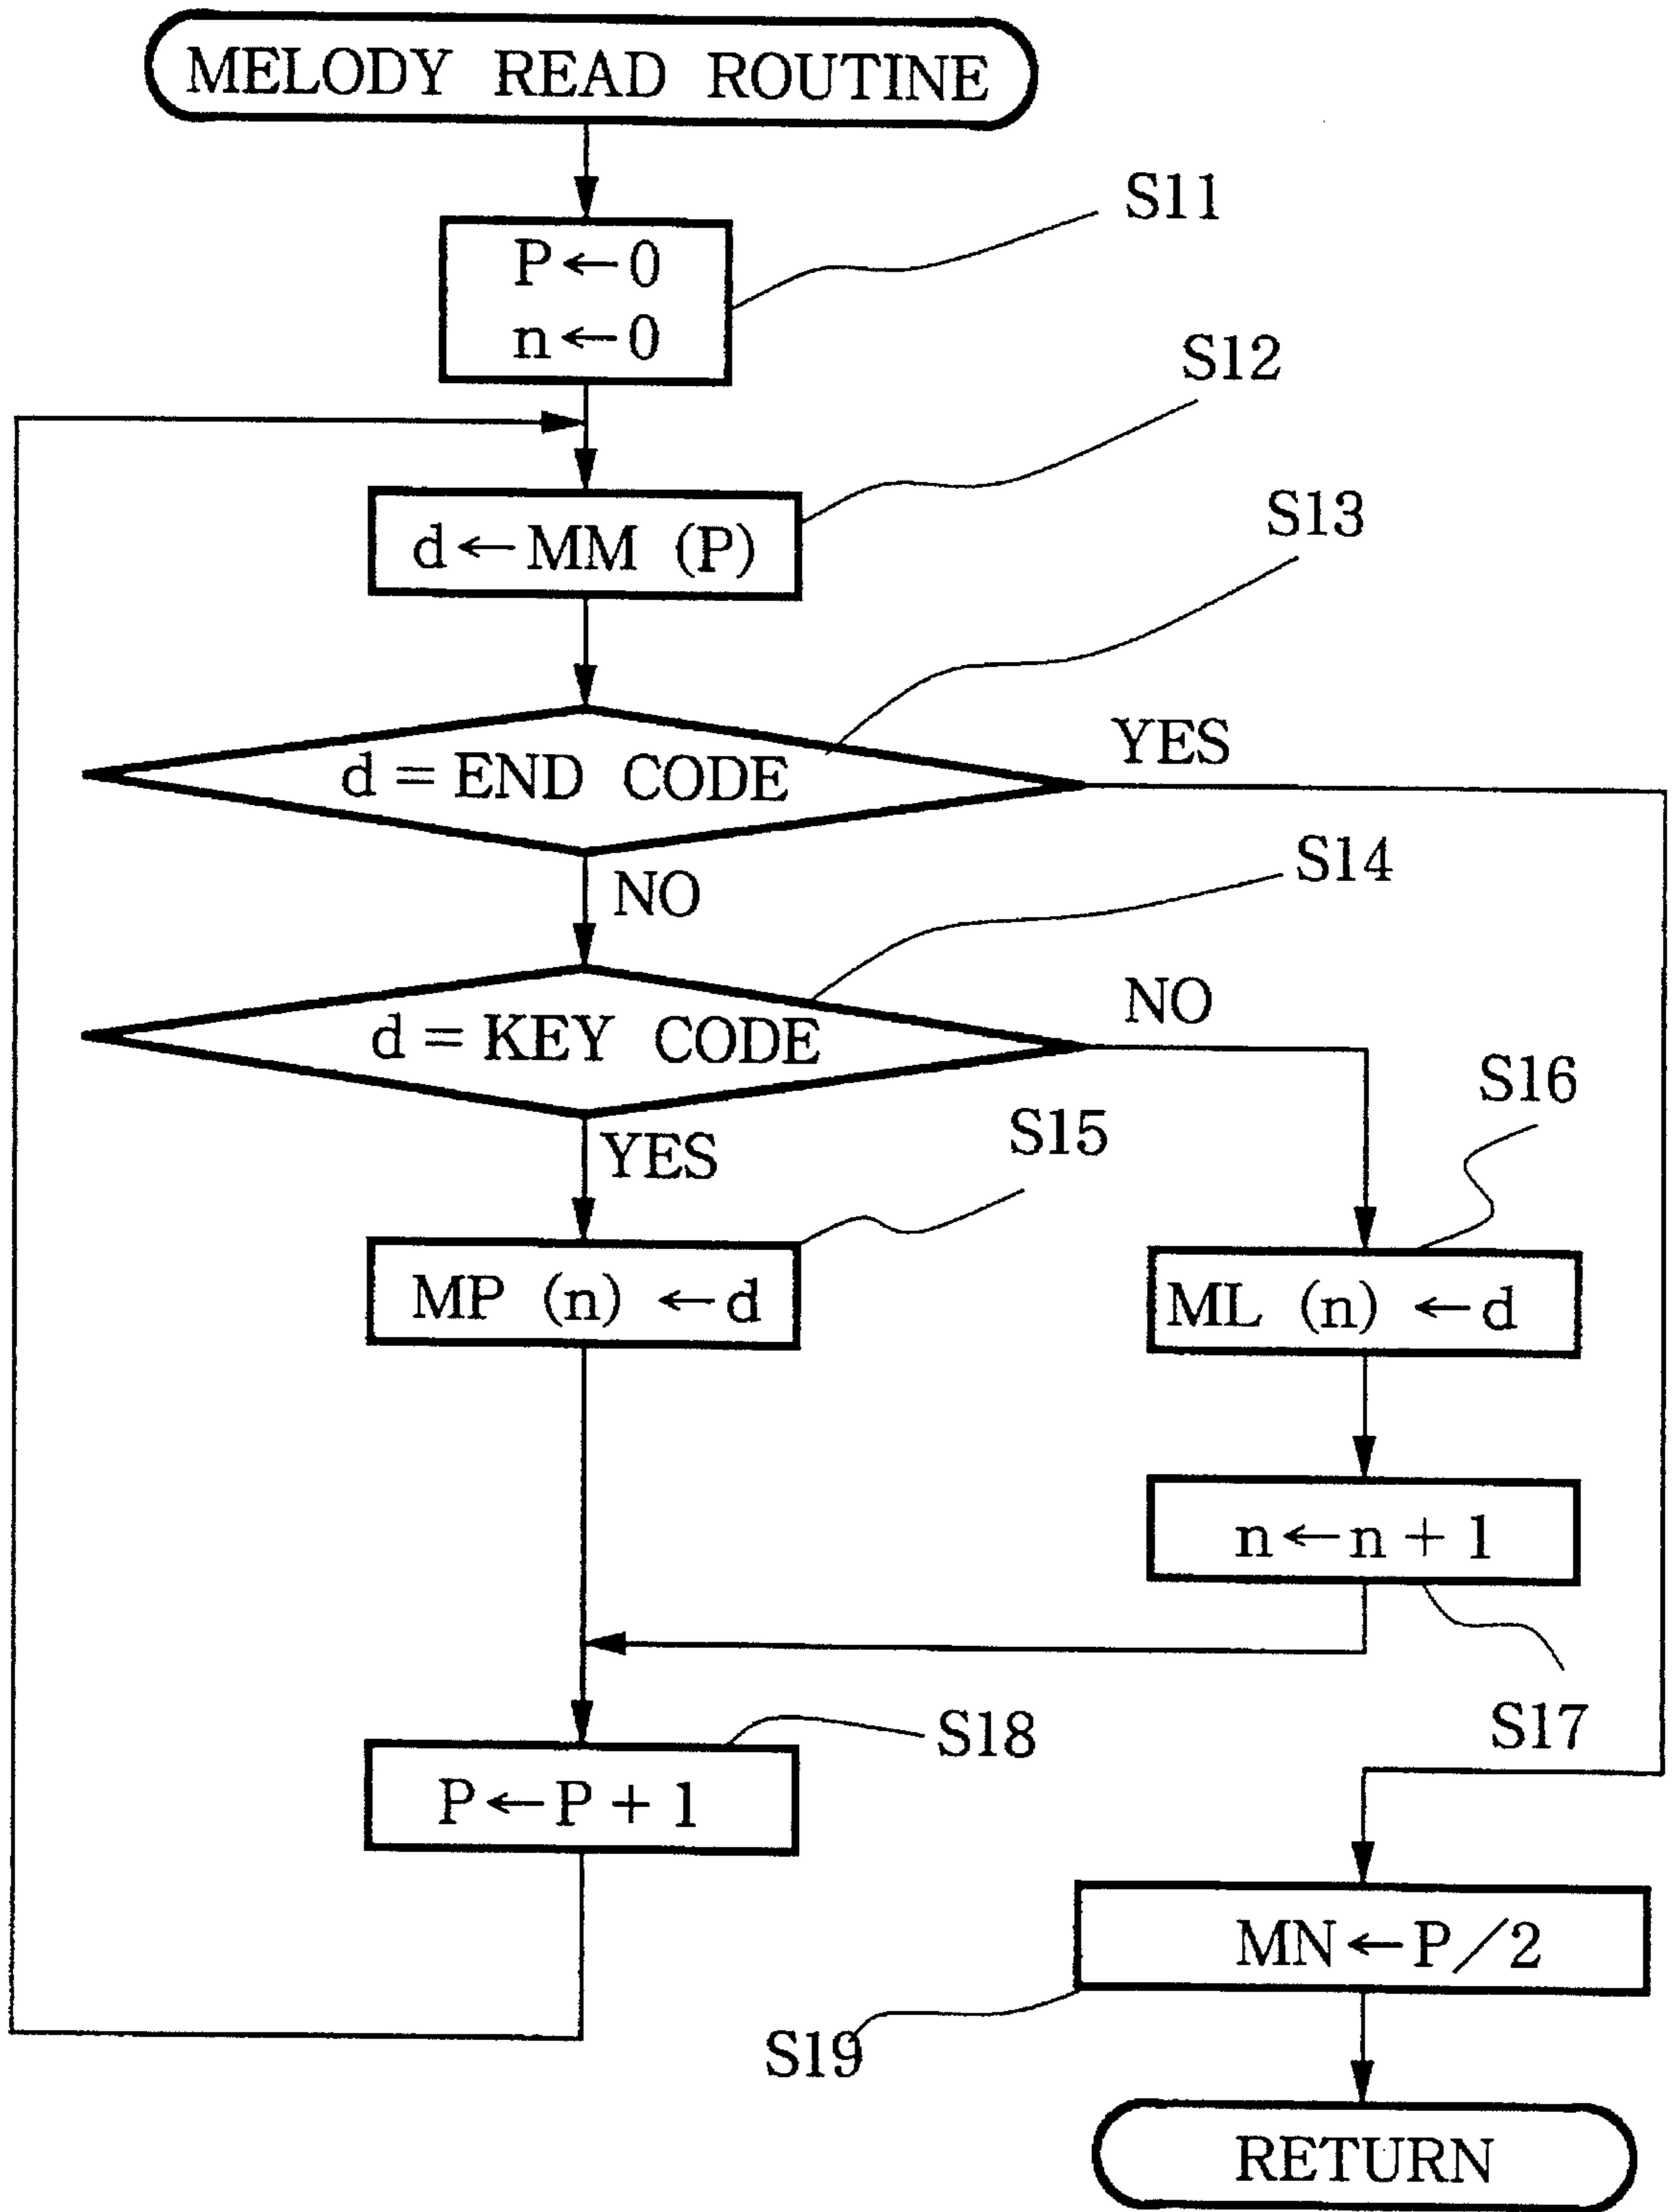 MELODY READ ROUTINE
S11
P←0
n←0
S12
d←MM (P)
S13
d = END CODE
YES
NO
S14
d = KEY CODE
NO
YES
S15
S16
MP (n) ←d
ML (n) ←d
n←n + 1
S17
S18
P←P + 1
MN←P/2
S19
RETURN